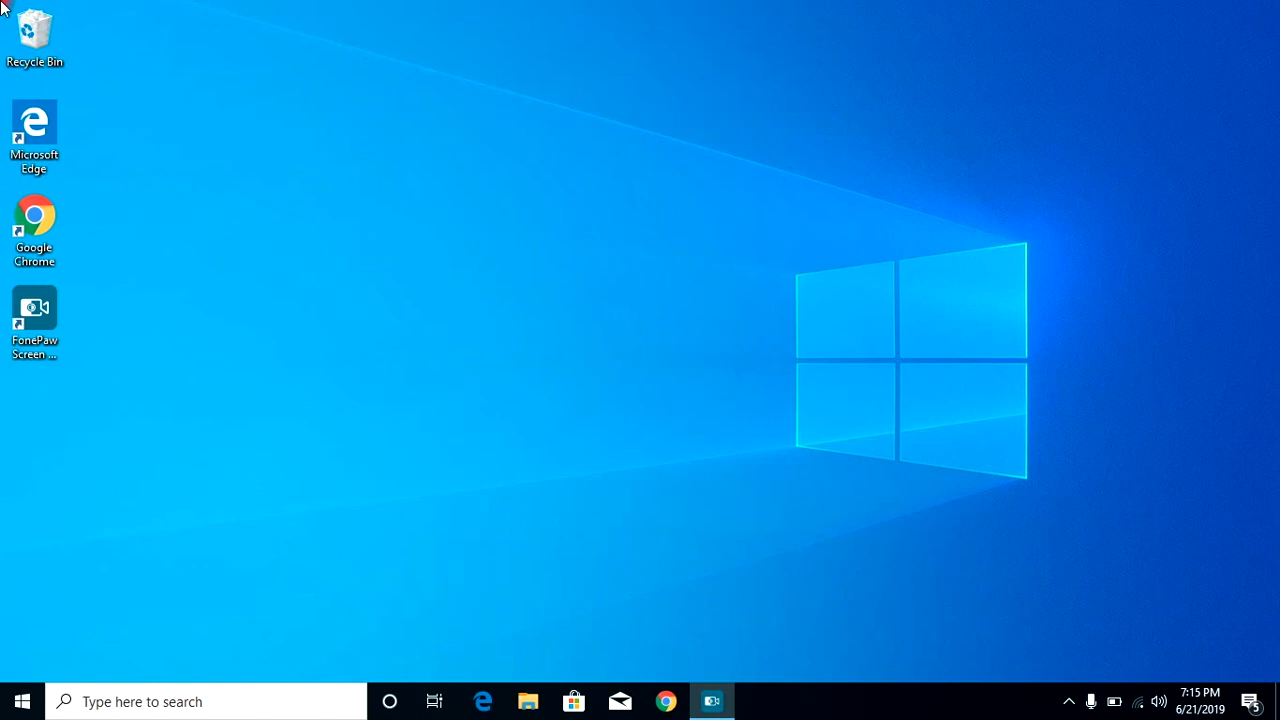 Recycle Bin
Microsoft
Edge
Google
Chrome
FonePaw
Screen ...
Type here to search
7:15 PM
6/21/2019
5